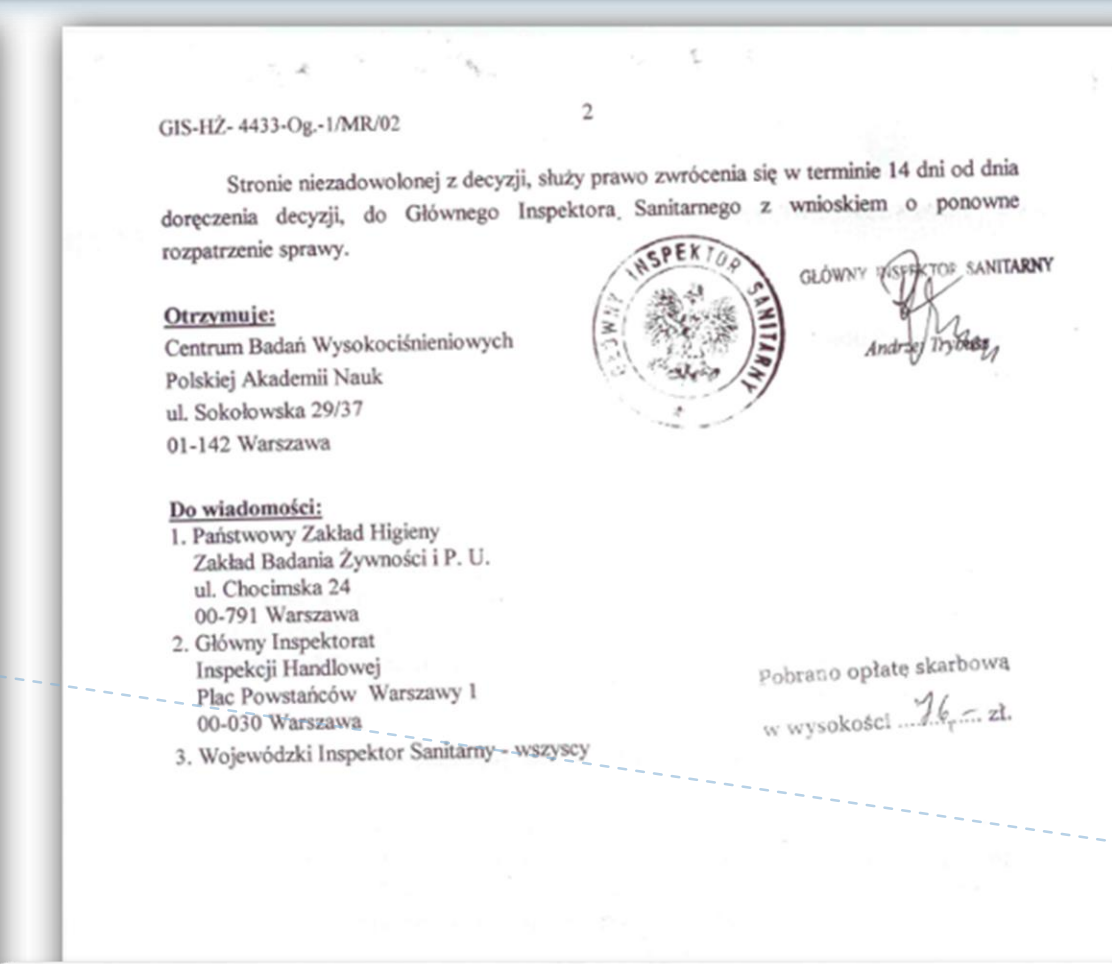 GIS-HŻ- 4433-Og.-1/MR/02
2
Stronie niezadowolonej z decyzji, służy prawo zwrócenia się w terminie 14 dni od dnia
doręczenia decyzji, do Głównego Inspektora Sanitarnego z wnioskiem o ponowne
rozpatrzenie sprawy.
GŁÓWNY INSPEKTOR SANITARNY
GŁÓWNY INSPEKTOR SANITARNY
Andrzej
Otrzymuje:
Centrum Badań Wysokociśnieniowych
Polskiej Akademii Nauk
ul. Sokołowska 29/37
01-142 Warszawa
Do wiadomości:
1. Państwowy Zakład Higieny
Zakład Badania Żywności i P. U.
ul. Chocimska 24
00-791 Warszawa
2. Główny Inspektorat
Inspekcji Handlowej
Plac Powstańców Warszawy 1
00-030 Warszawa
3. Wojewódzki Inspektor Sanitarny - wszyscy
Pobrano opłatę skarbową
w wysokości ....16,-.... zł.